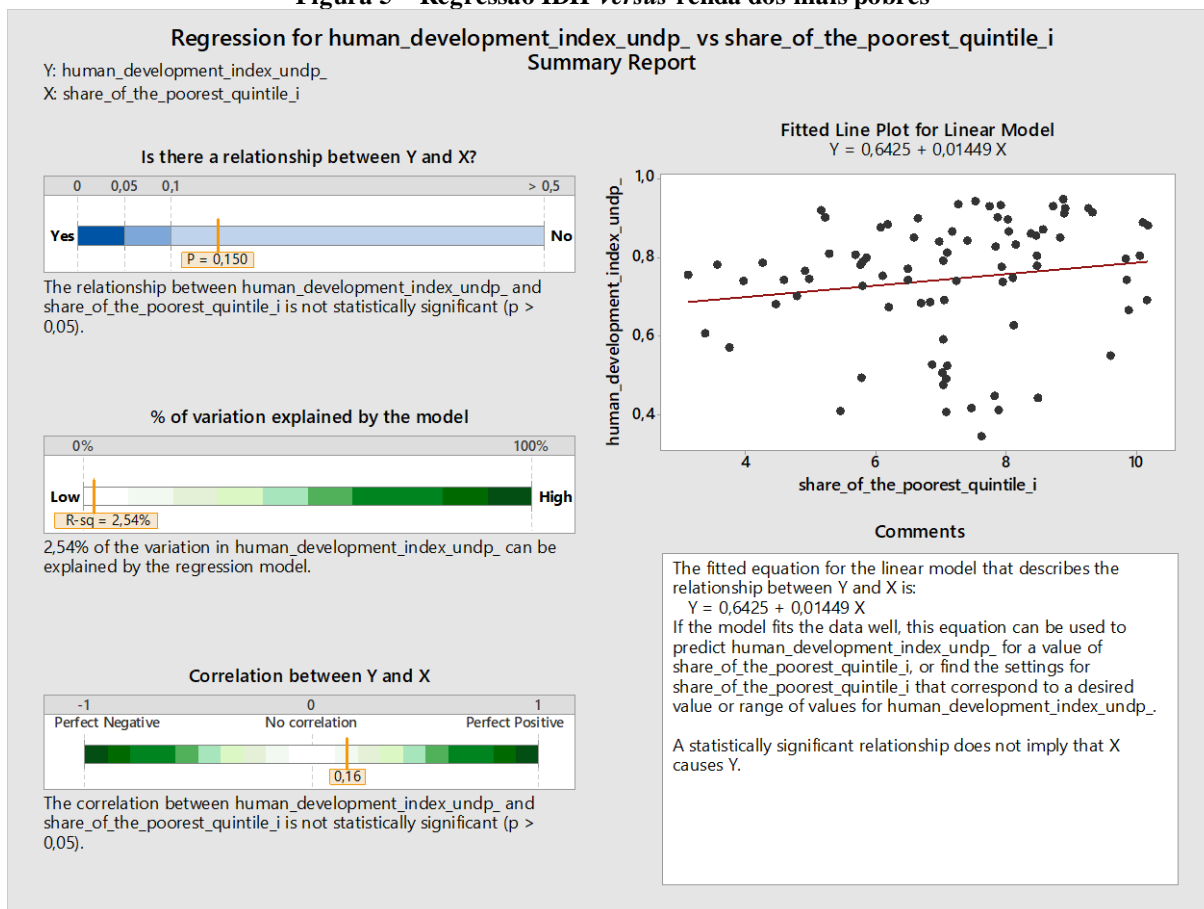 Figura 5 – Regressão IDH versus renda dos mais pobres
Regression for human_development_index_undp_ vs share_of_the_poorest_quintile_i
Summary Report
Y: human_development_index_undp_
X: share_of_the_poorest_quintile_i
Is there a relationship between Y and X?
0 0,05 0,1 > 0,5
Yes No
P = 0,150
The relationship between human_development_index_undp_ and
share_of_the_poorest_quintile_i is not statistically significant (p >
0,05).
% of variation explained by the model
0% 100%
Low High
R-sq = 2,54%
2,54% of the variation in human_development_index_undp_ can be
explained by the regression model.
Correlation between Y and X
-1 0 1
Perfect Negative No correlation Perfect Positive
0,16
The correlation between human_development_index_undp_ and
share_of_the_poorest_quintile_i is not statistically significant (p >
0,05).
Fitted Line Plot for Linear Model
Y = 0,6425 + 0,01449 X
human_development_index_undp_
1,0
0,8
0,6
0,4
4 6 8 10
share_of_the_poorest_quintile_i
Comments
The fitted equation for the linear model that describes the
relationship between Y and X is:
Y = 0,6425 + 0,01449 X
If the model fits the data well, this equation can be used to
predict human_development_index_undp_ for a value of
share_of_the_poorest_quintile_i, or find the settings for
share_of_the_poorest_quintile_i that correspond to a desired
value or range of values for human_development_index_undp_.
A statistically significant relationship does not imply that X
causes Y.